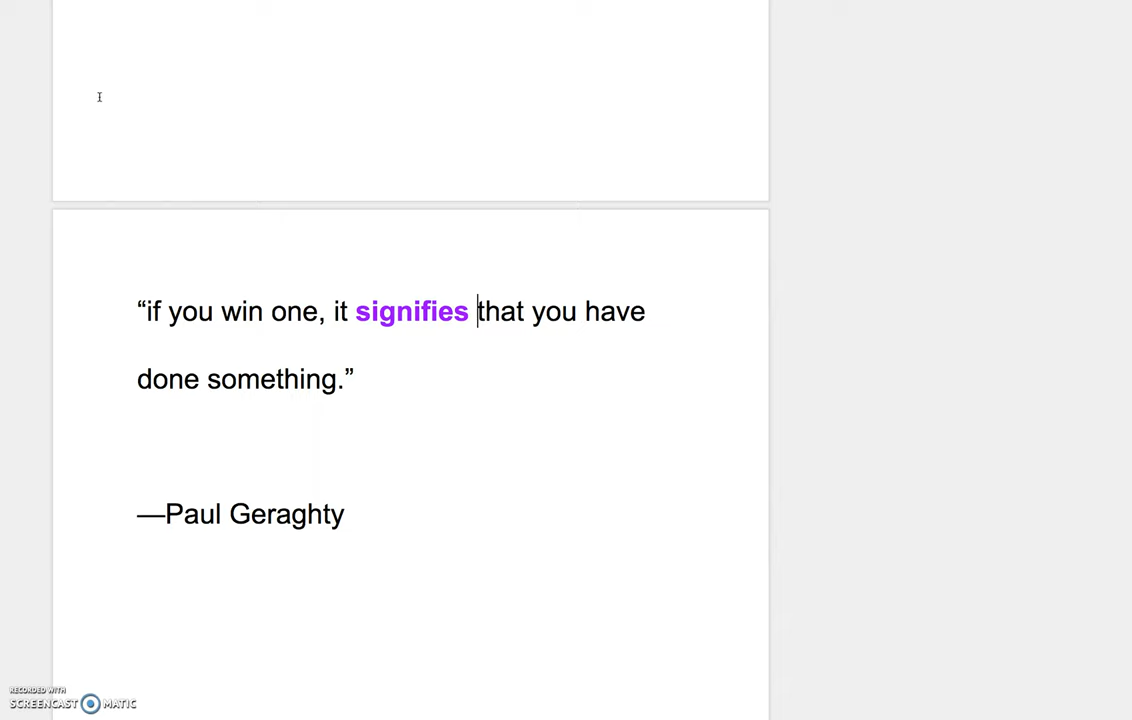 “if you win one, it signifies that you have
done something.”
—Paul Geraghty
RECORDED WITH
SCREENCAST MATIC